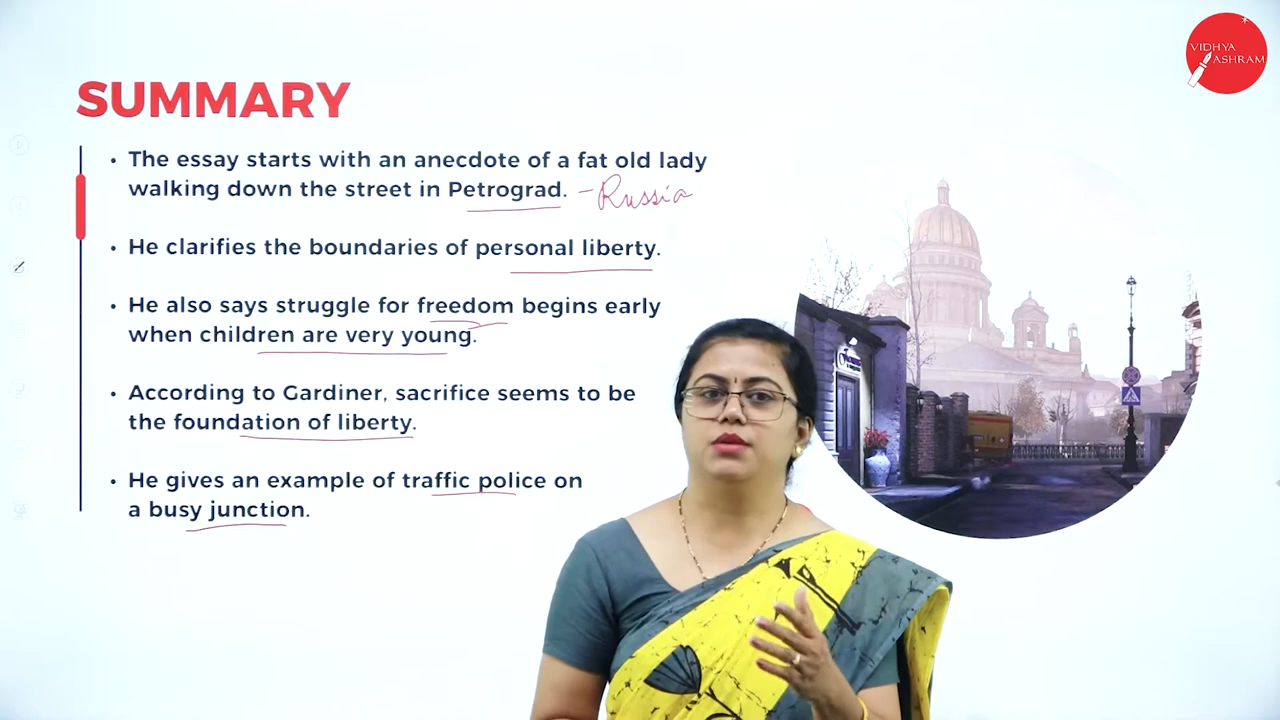 VIDHYA
ASHRAM
SUMMARY
• The essay starts with an anecdote of a fat old lady
walking down the street in Petrograd. - Russia
• He clarifies the boundaries of personal liberty.
• He also says struggle for freedom begins early
when children are very young.
• According to Gardiner, sacrifice seems to be
the foundation of liberty.
• He gives an example of traffic police on
a busy junction.